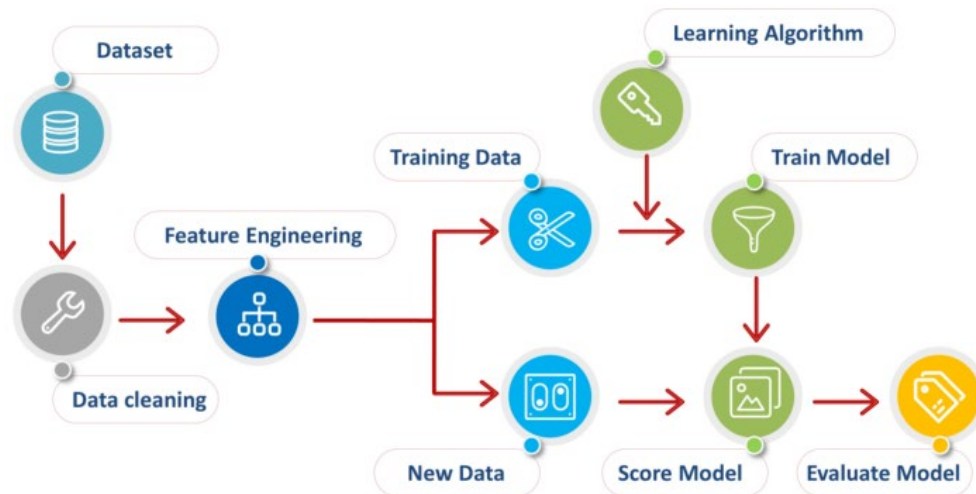 Dataset
Learning Algorithm
Training Data
Train Model
Feature Engineering
Data cleaning
New Data
Score Model
Evaluate Model